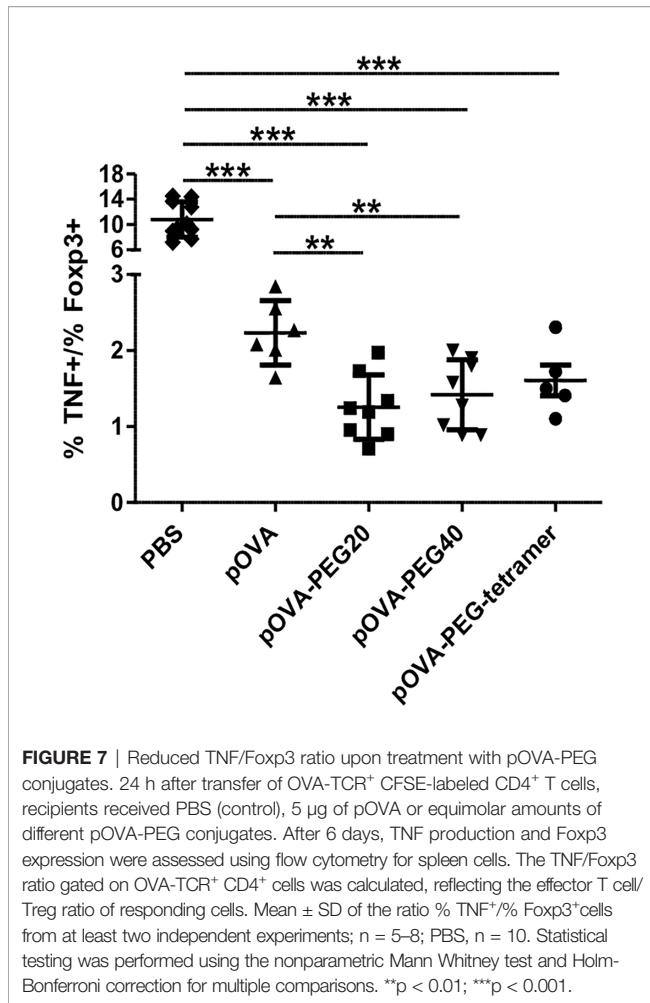 ***
***
***
***
**
**
18
14
10
6
3
2
1
0
% TNF+/% Foxp3+
PBS
pOVA
pOVA-PEG20
pOVA-PEG40
pOVA-PEG-tetramer
FIGURE 7 | Reduced TNF/Foxp3 ratio upon treatment with pOVA-PEG
conjugates. 24 h after transfer of OVA-TCR⁺ CFSE-labeled CD4⁺ T cells,
recipients received PBS (control), 5 µg of pOVA or equimolar amounts of
different pOVA-PEG conjugates. After 6 days, TNF production and Foxp3
expression were assessed using flow cytometry for spleen cells. The TNF/Foxp3
ratio gated on OVA-TCR⁺ CD4⁺ cells was calculated, reflecting the effector T cell/
Treg ratio of responding cells. Mean ± SD of the ratio % TNF⁺/% Foxp3⁺cells
from at least two independent experiments; n = 5–8; PBS, n = 10. Statistical
testing was performed using the nonparametric Mann Whitney test and Holm-
Bonferroni correction for multiple comparisons. **p < 0.01; ***p < 0.001.